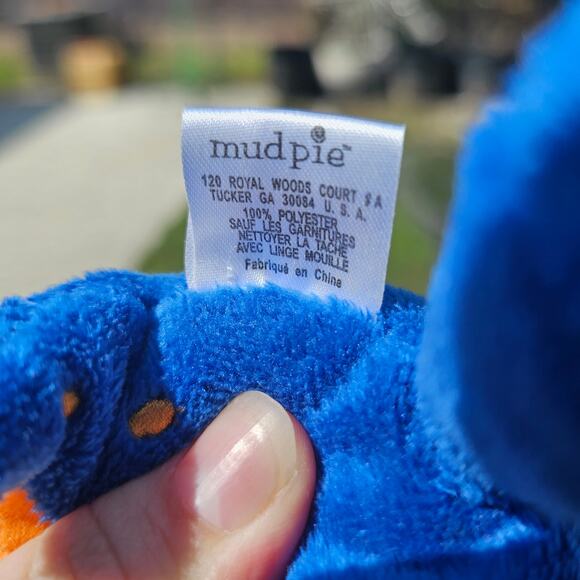 mudpie™
120 ROYAL WOODS COURT SA
TUCKER GA 30084 U. S. A.
100% POLYESTER
SAUF LES GARNITURES
NETTOYER LA TACHE
AVEC LINGE MOUILLE
Fabriqué en Chine